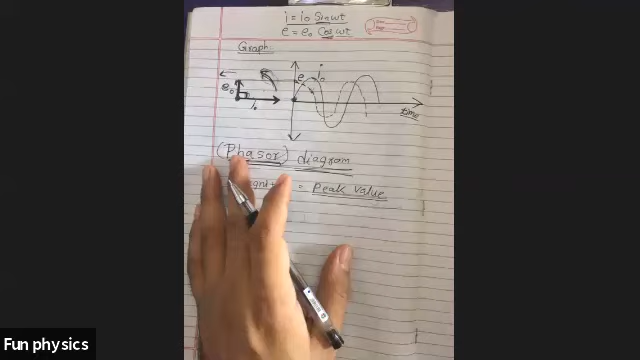 i = i₀ Sinωt
e = e₀ Cosωt
Graph
e i₀
e₀
i₀
time
(Phasor) diagram
= Peak Value
Fun physics